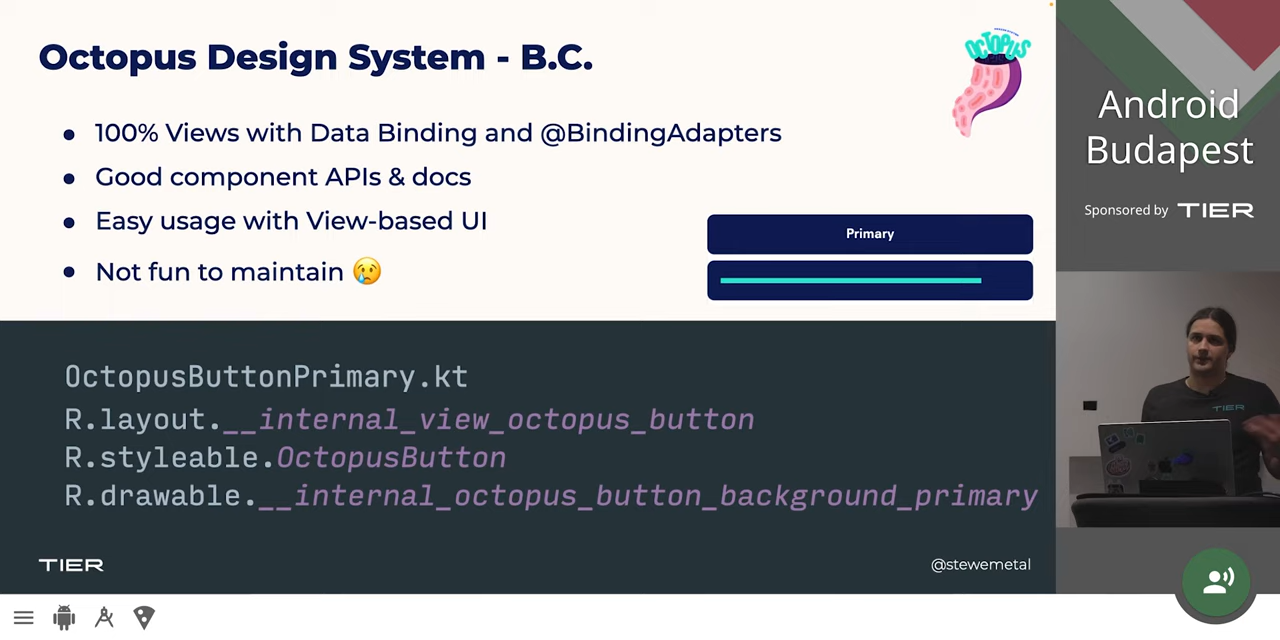 Octopus Design System - B.C.
OCTOPUS
100% Views with Data Binding and @BindingAdapters
Good component APIs & docs
Easy usage with View-based UI
Not fun to maintain 😢
Primary
OctopusButtonPrimary.kt
R.layout.__internal_view_octopus_button
R.styleable.OctopusButton
R.drawable.__internal_octopus_button_background_primary
TIER
@stewemetal
Android
Budapest
Sponsored by TIER
TIER